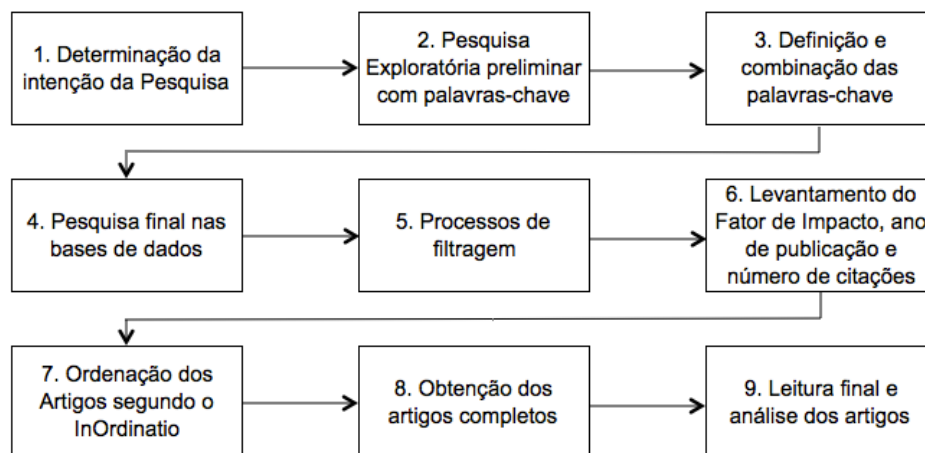 1. Determinação da
intenção da Pesquisa
2. Pesquisa
Exploratória preliminar
com palavras-chave
3. Definição e
combinação das
palavras-chave
4. Pesquisa final nas
bases de dados
5. Processos de
filtragem
6. Levantamento do
Fator de Impacto, ano
de publicação e
número de citações
7. Ordenação dos
Artigos segundo o
InOrdinatio
8. Obtenção dos
artigos completos
9. Leitura final e
análise dos artigos